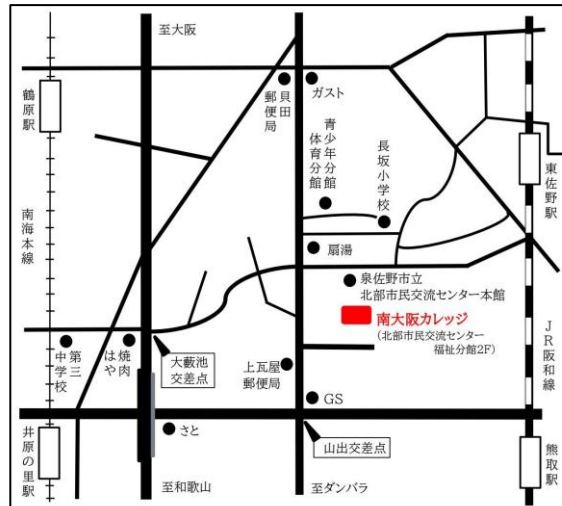 至大阪
鶴原駅
貝田
郵便局
ガスト
青少年分館
体育分館
長坂小学校
東佐野駅
南海本線
扇湯
泉佐野市立
北部市民交流センター本館
南大阪カレッジ
（北部市民交流センター
福祉分館2F）
JR阪和線
第三
中学校
焼肉
はや
大藪池
交差点
上瓦屋
郵便局
GS
井原の里駅
さと
山出交差点
熊取駅
至和歌山
至ダンバラ